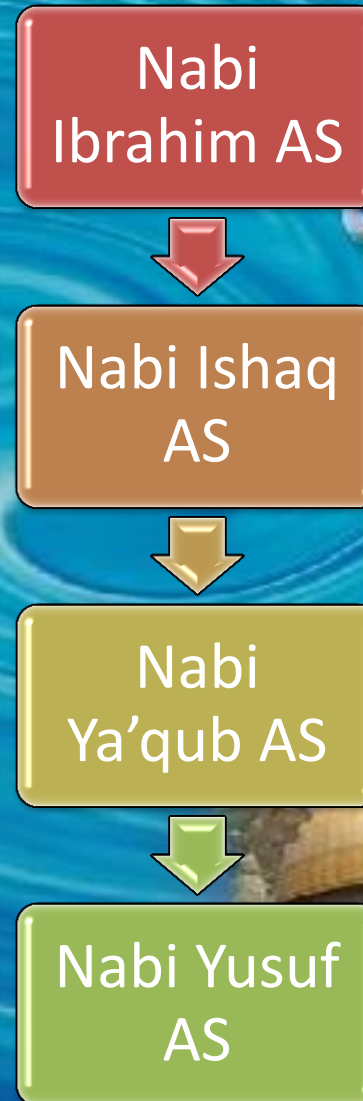 Nabi
Ibrahim AS
Nabi Ishaq
AS
Nabi
Ya’qub AS
Nabi Yusuf
AS